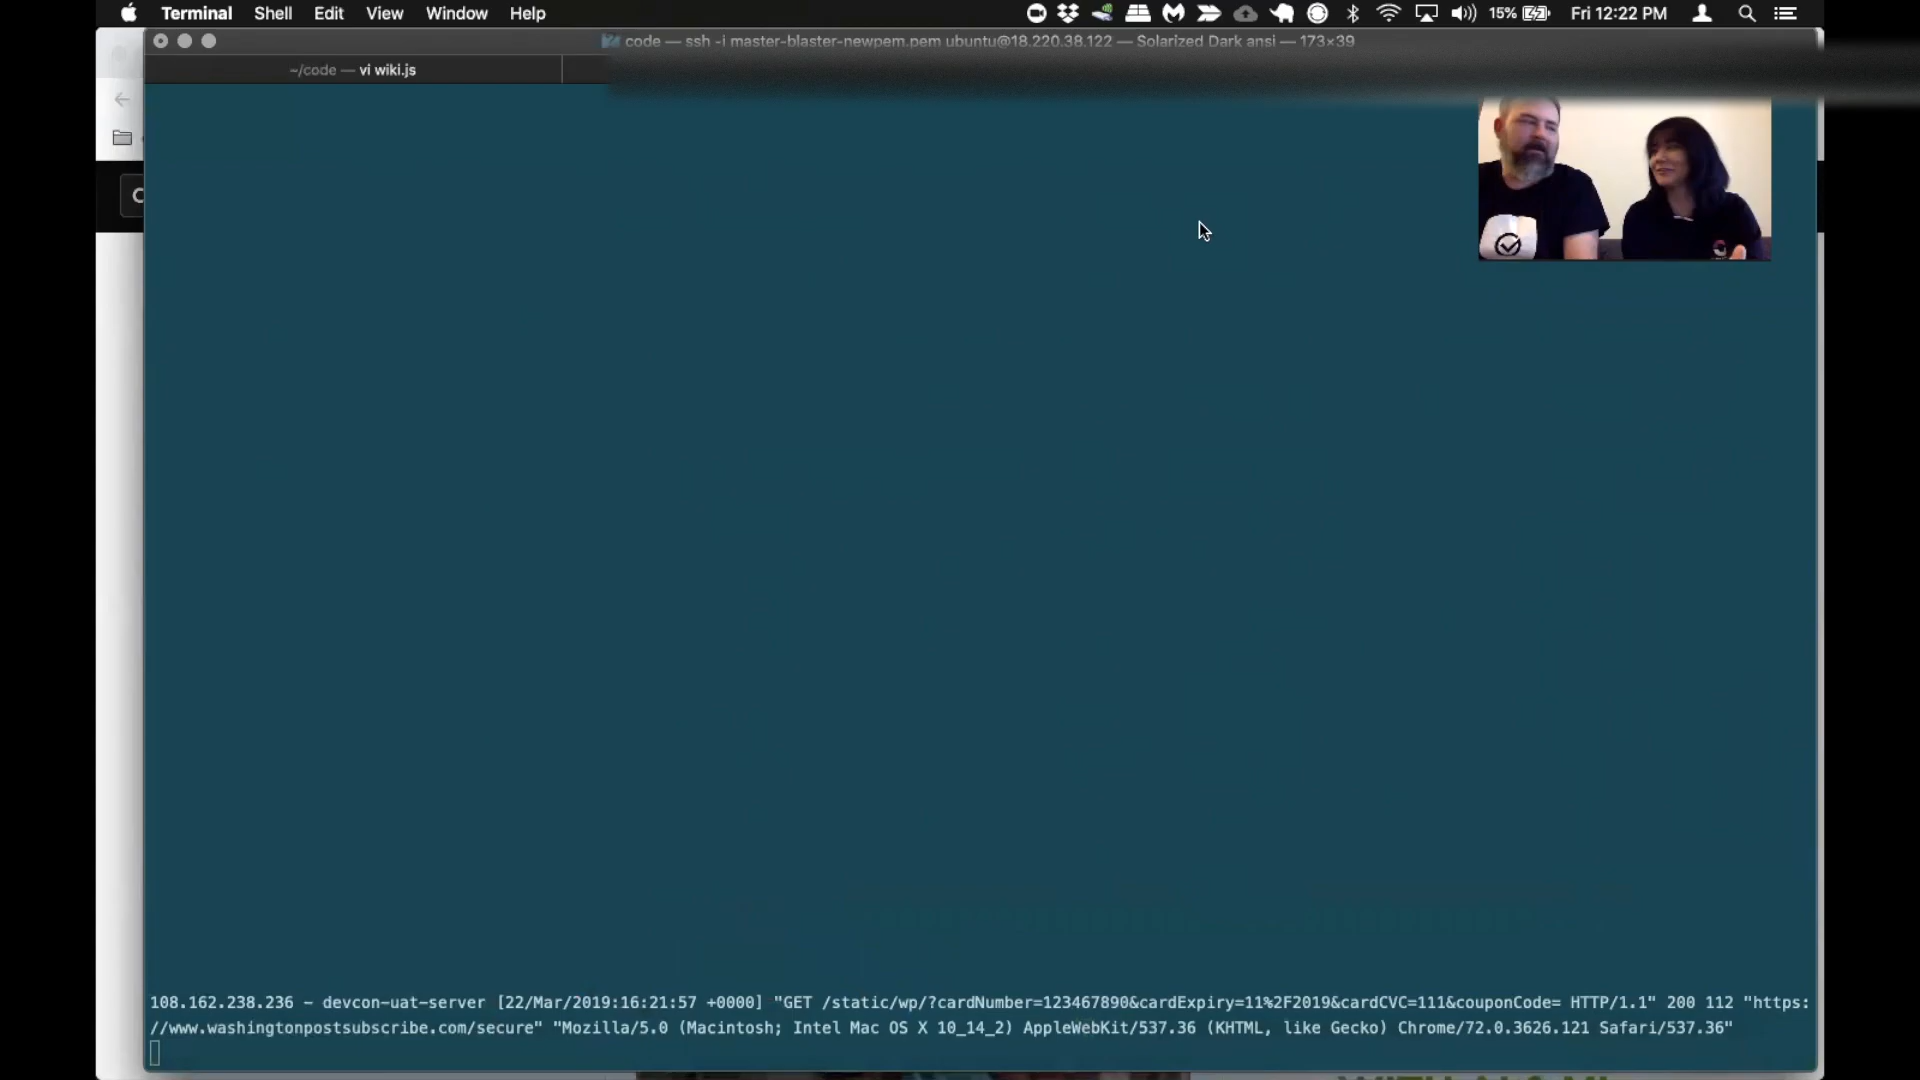 Terminal Shell Edit View Window Help 15% Fri 12:22 PM
code — ssh -i master-blaster-newpem.pem ubuntu@18.220.38.122 — Solarized Dark ansi — 173×39
~/code — vi wiki.js
108.162.238.236 - devcon-uat-server [22/Mar/2019:16:21:57 +0000] "GET /static/wp/?cardNumber=123467890&cardExpiry=11%2F2019&cardCVC=111&couponCode= HTTP/1.1" 200 112 "https:
//www.washingtonpostsubscribe.com/secure" "Mozilla/5.0 (Macintosh; Intel Mac OS X 10_14_2) AppleWebKit/537.36 (KHTML, like Gecko) Chrome/72.0.3626.121 Safari/537.36"